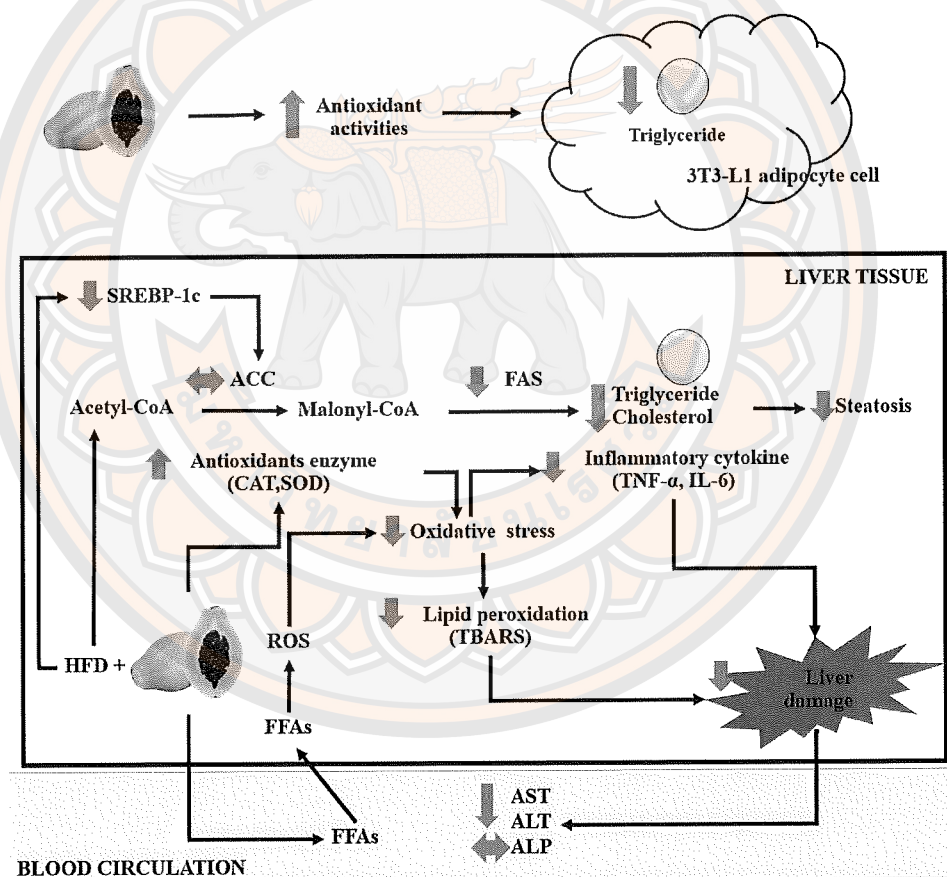 Antioxidant
activities
Triglyceride
3T3-L1 adipocyte cell
LIVER TISSUE
SREBP-1c
ACC
FAS
Acetyl-CoA
Malonyl-CoA
Triglyceride
Cholesterol
Steatosis
Antioxidants enzyme
(CAT,SOD)
Inflammatory cytokine
(TNF-α, IL-6)
Oxidative stress
Lipid peroxidation
(TBARS)
ROS
HFD +
Liver
damage
FFAs
FFAs
AST
ALT
ALP
BLOOD CIRCULATION